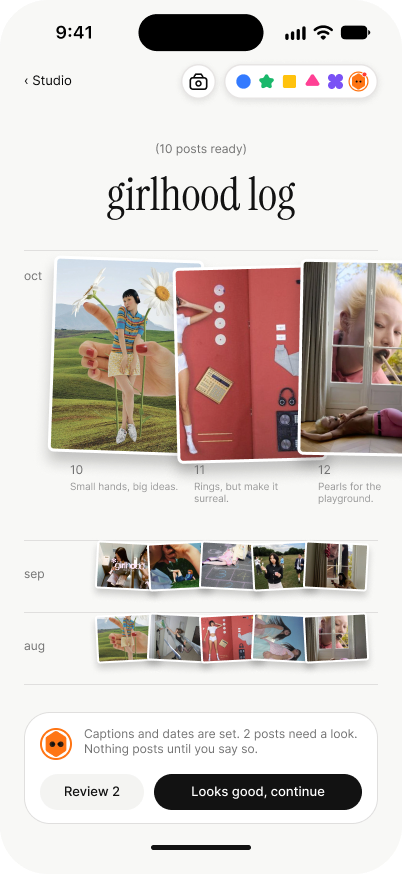 9:41
‹ Studio
(10 posts ready)
girlhood log
oct
10
11
12
Small hands, big ideas.
Rings, but make it
surreal.
Pearls for the
playground.
sep
girlhood
aug
Captions and dates are set. 2 posts need a look.
Nothing posts until you say so.
Review 2
Looks good, continue